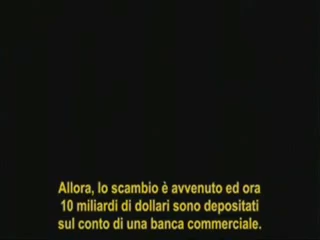 Allora, lo scambio è avvenuto ed ora
10 miliardi di dollari sono depositati
sul conto di una banca commerciale.